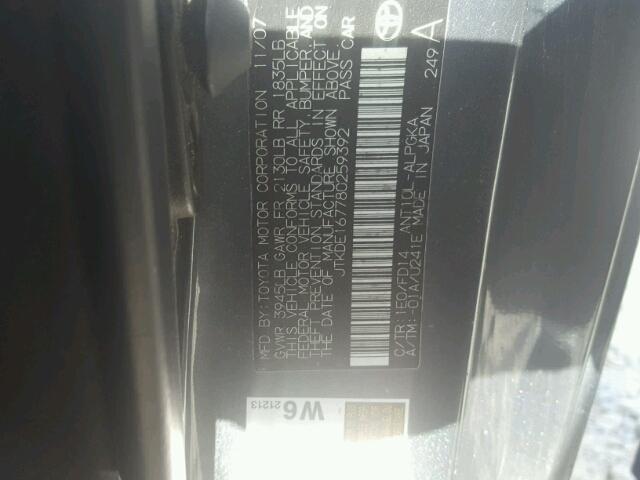 MFD BY: TOYOTA MOTOR CORPORATION 11/07
GVWR 3945LB GAWR FR 2130LB RR 1835LB
THIS VEHICLE CONFORMS TO ALL APPLICABLE
FEDERAL MOTOR VEHICLE SAFETY, BUMPER, AND
THEFT PREVENTION STANDARDS IN EFFECT ON
THE DATE OF MANUFACTURE SHOWN ABOVE.
JTKDE167780259392 PASS CAR
C/TR: 1E0/FD14 ANT10L-ALPGKA
A/TM: -01A/U241E MADE IN JAPAN 249 A
W6
21213